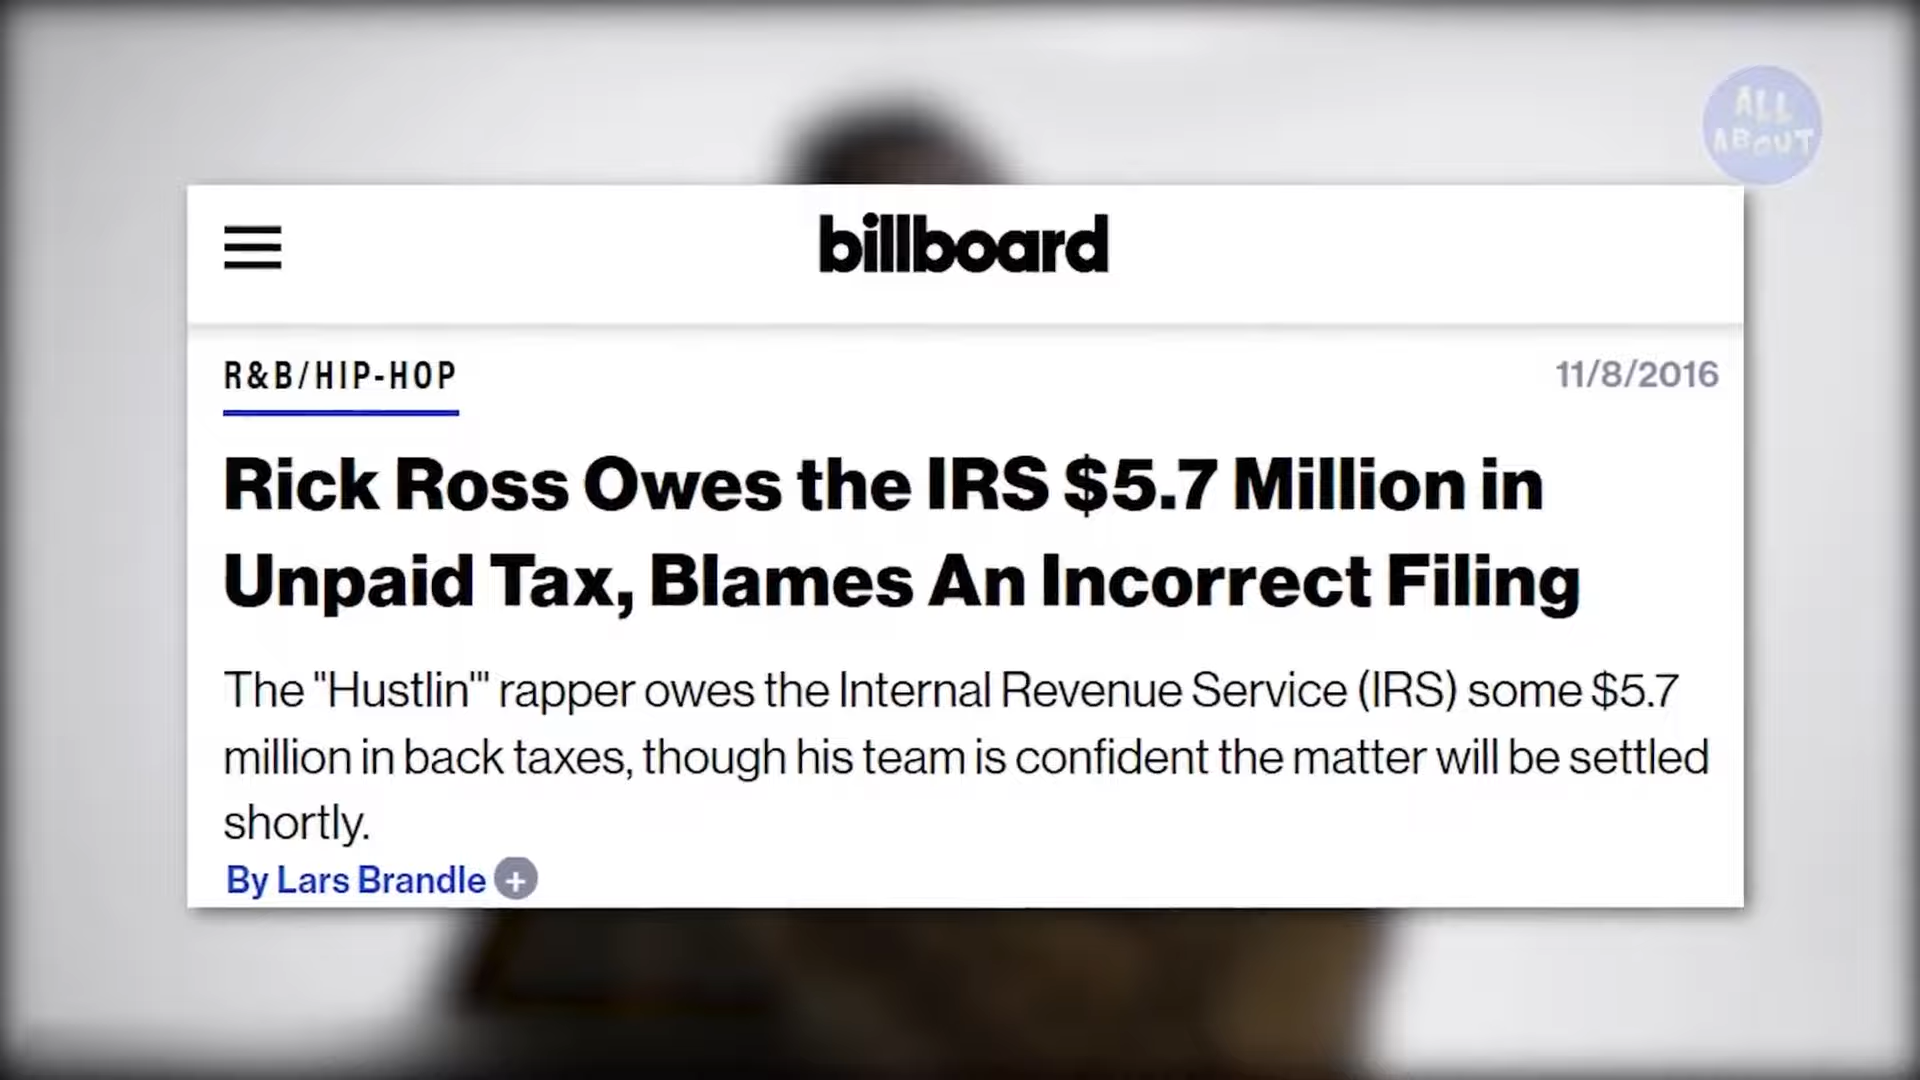 ALL
ABOUT
billboard
R&B/HIP-HOP
11/8/2016
Rick Ross Owes the IRS $5.7 Million in
Unpaid Tax, Blames An Incorrect Filing
The "Hustlin'" rapper owes the Internal Revenue Service (IRS) some $5.7
million in back taxes, though his team is confident the matter will be settled
shortly.
By Lars Brandle +